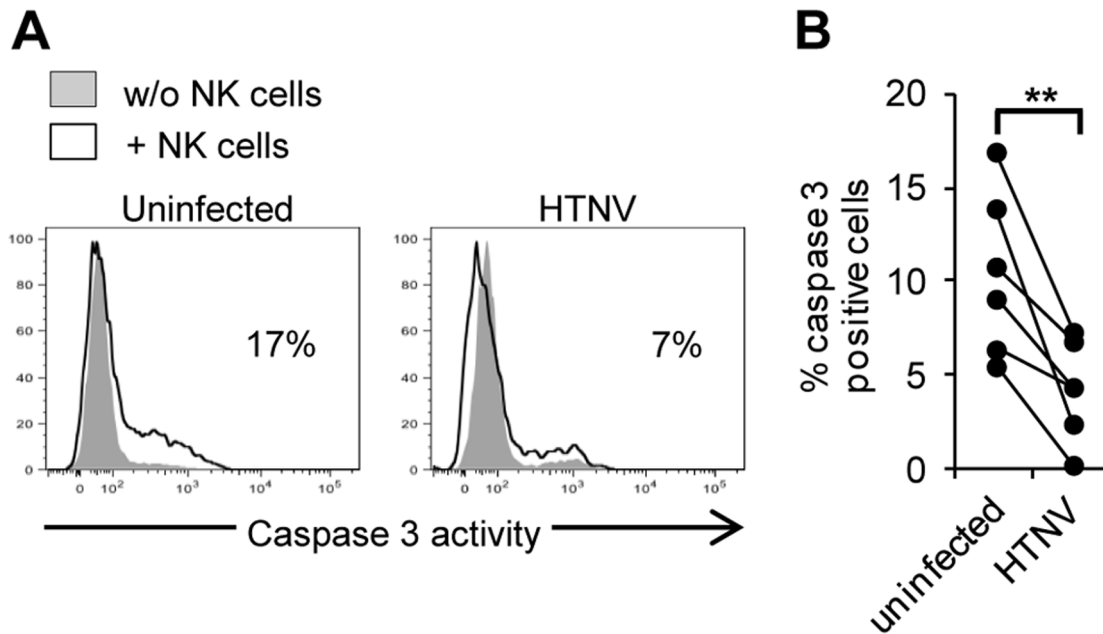 A
w/o NK cells
+ NK cells
Uninfected
100
80
60
40
20
0
17%
0 10² 10³ 10⁴ 10⁵
HTNV
100
80
60
40
20
0
7%
0 10² 10³ 10⁴ 10⁵
Caspase 3 activity
B
% caspase 3
positive cells
20
15
10
5
0
**
uninfected
HTNV